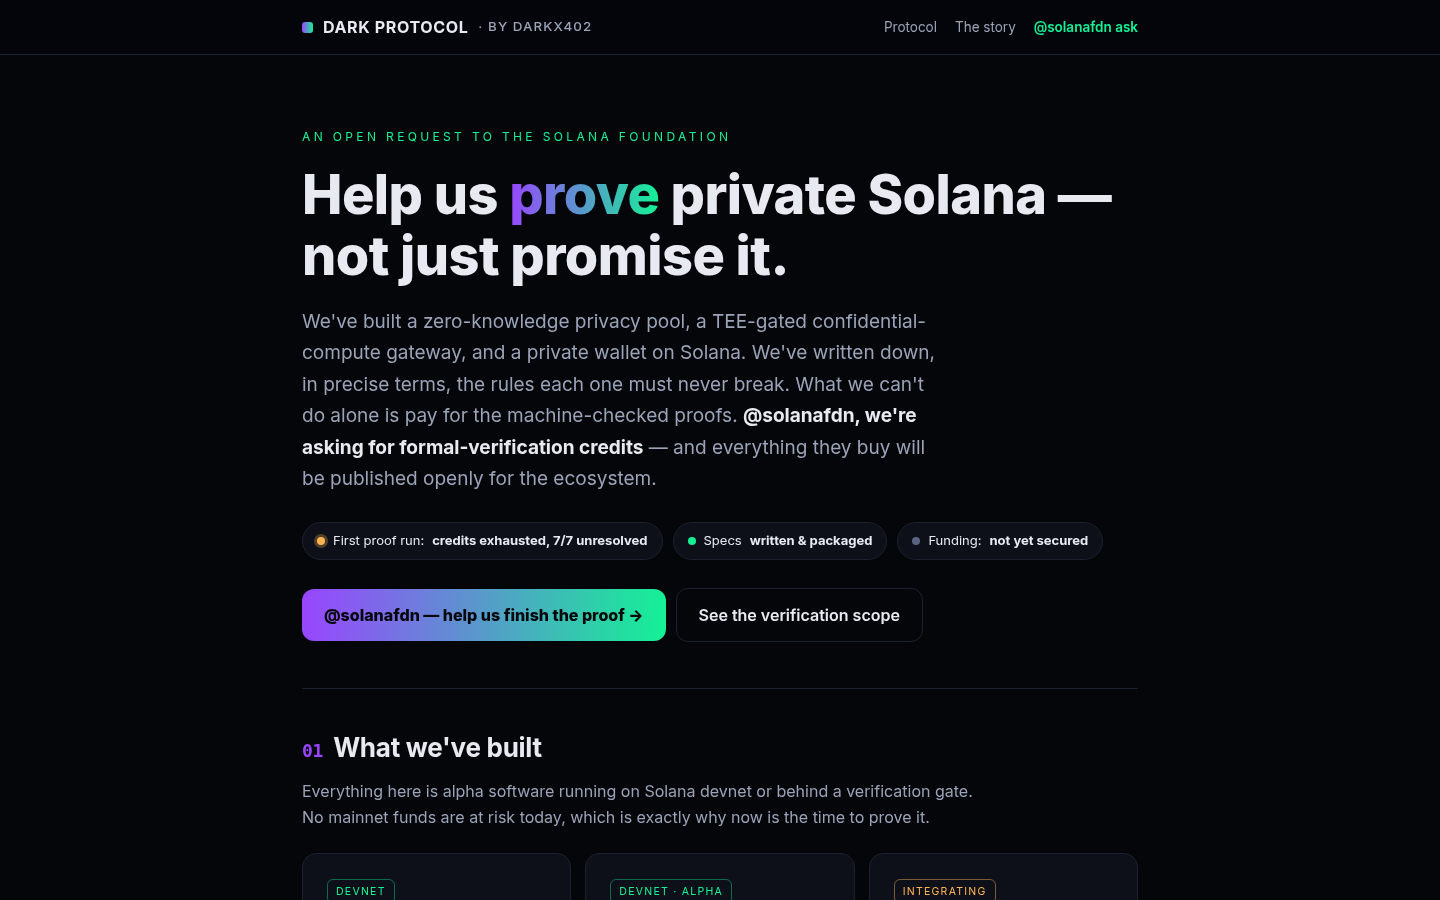 DARK PROTOCOL · BY DARKX402
Protocol The story @solanafdn ask
AN OPEN REQUEST TO THE SOLANA FOUNDATION
Help us prove private Solana —
not just promise it.
We've built a zero-knowledge privacy pool, a TEE-gated confidential-
compute gateway, and a private wallet on Solana. We've written down,
in precise terms, the rules each one must never break. What we can't
do alone is pay for the machine-checked proofs. @solanafdn, we're
asking for formal-verification credits — and everything they buy will
be published openly for the ecosystem.
First proof run: credits exhausted, 7/7 unresolved
Specs written & packaged
Funding: not yet secured
@solanafdn — help us finish the proof →
See the verification scope
01 What we've built
Everything here is alpha software running on Solana devnet or behind a verification gate.
No mainnet funds are at risk today, which is exactly why now is the time to prove it.
DEVNET
DEVNET · ALPHA
INTEGRATING